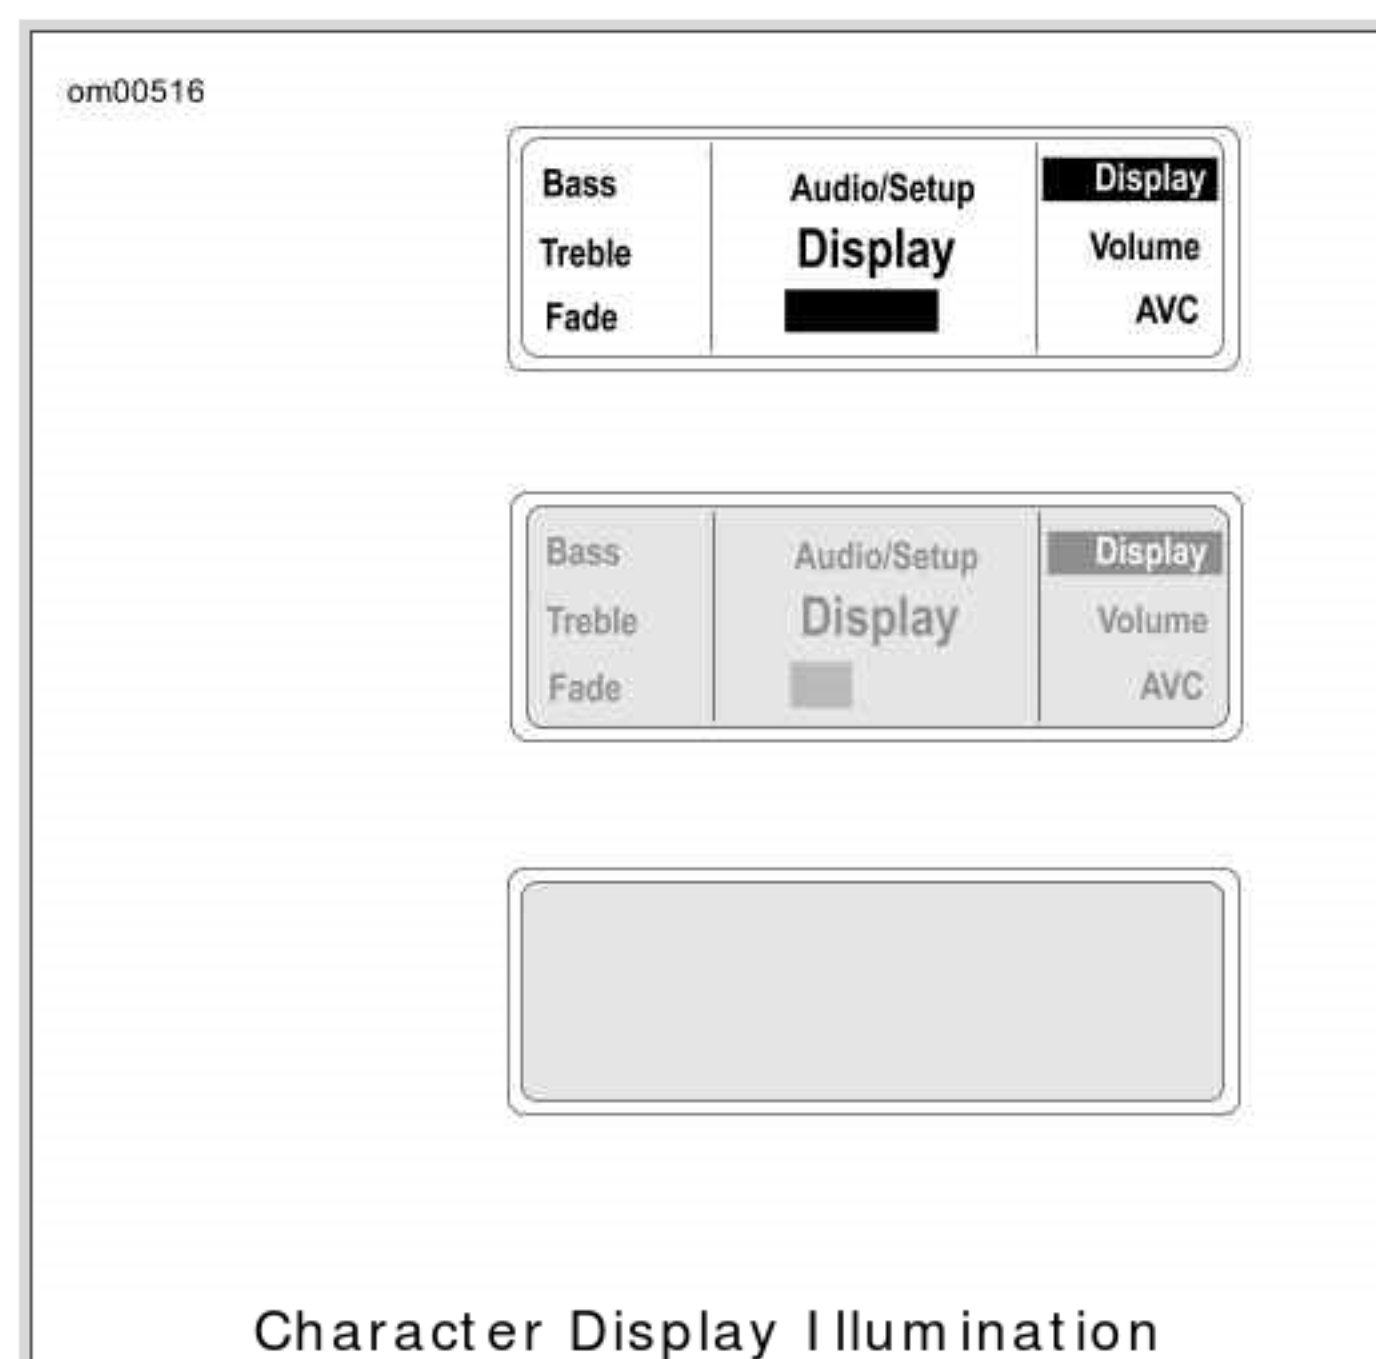 om00516
Bass Audio/Setup Display
Treble Display Volume
Fade AVC
Bass Audio/Setup Display
Treble Display Volume
Fade AVC
Character Display Illumination